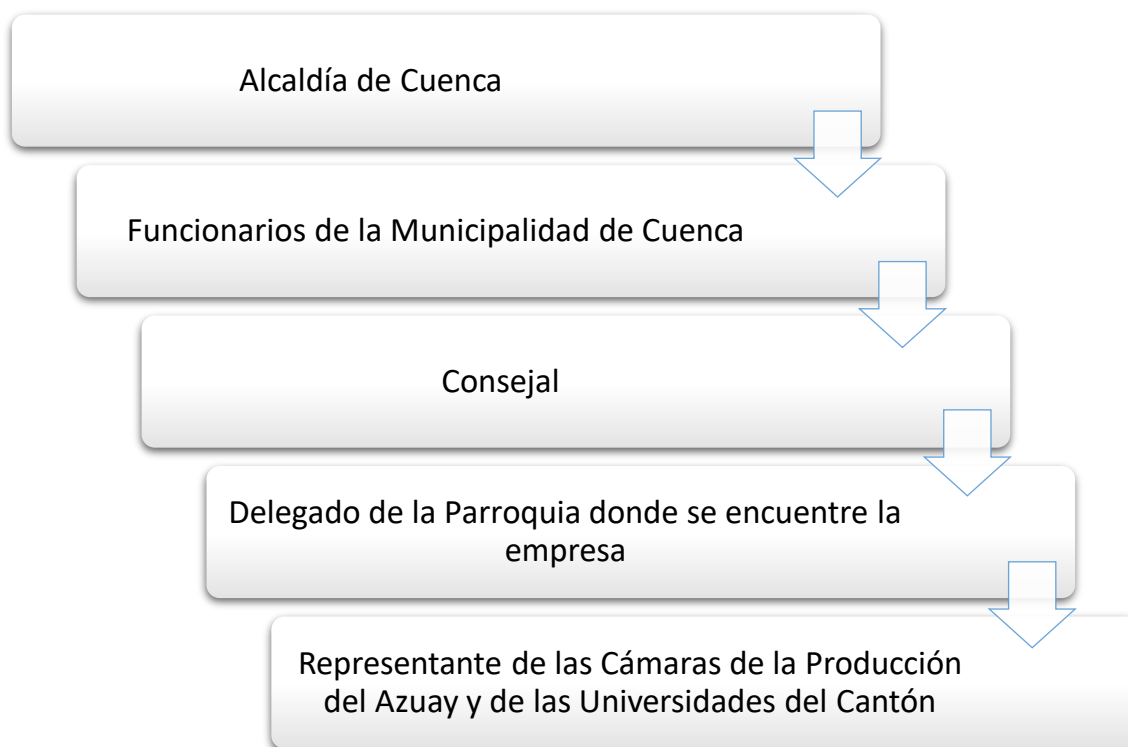 Alcaldía de Cuenca
Funcionarios de la Municipalidad de Cuenca
Consejal
Delegado de la Parroquia donde se encuentre la
empresa
Representante de las Cámaras de la Producción
del Azuay y de las Universidades del Cantón